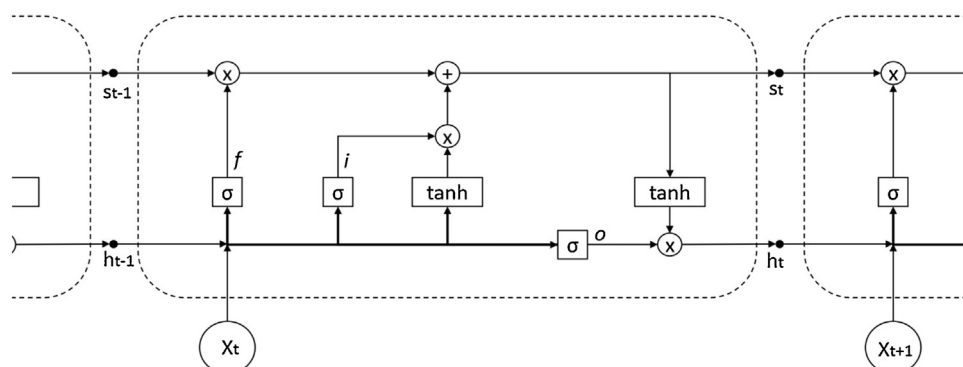 x + x
st-1 st
x
f i
σ σ tanh tanh σ
o
σ x
ht-1 ht
Xt Xt+1